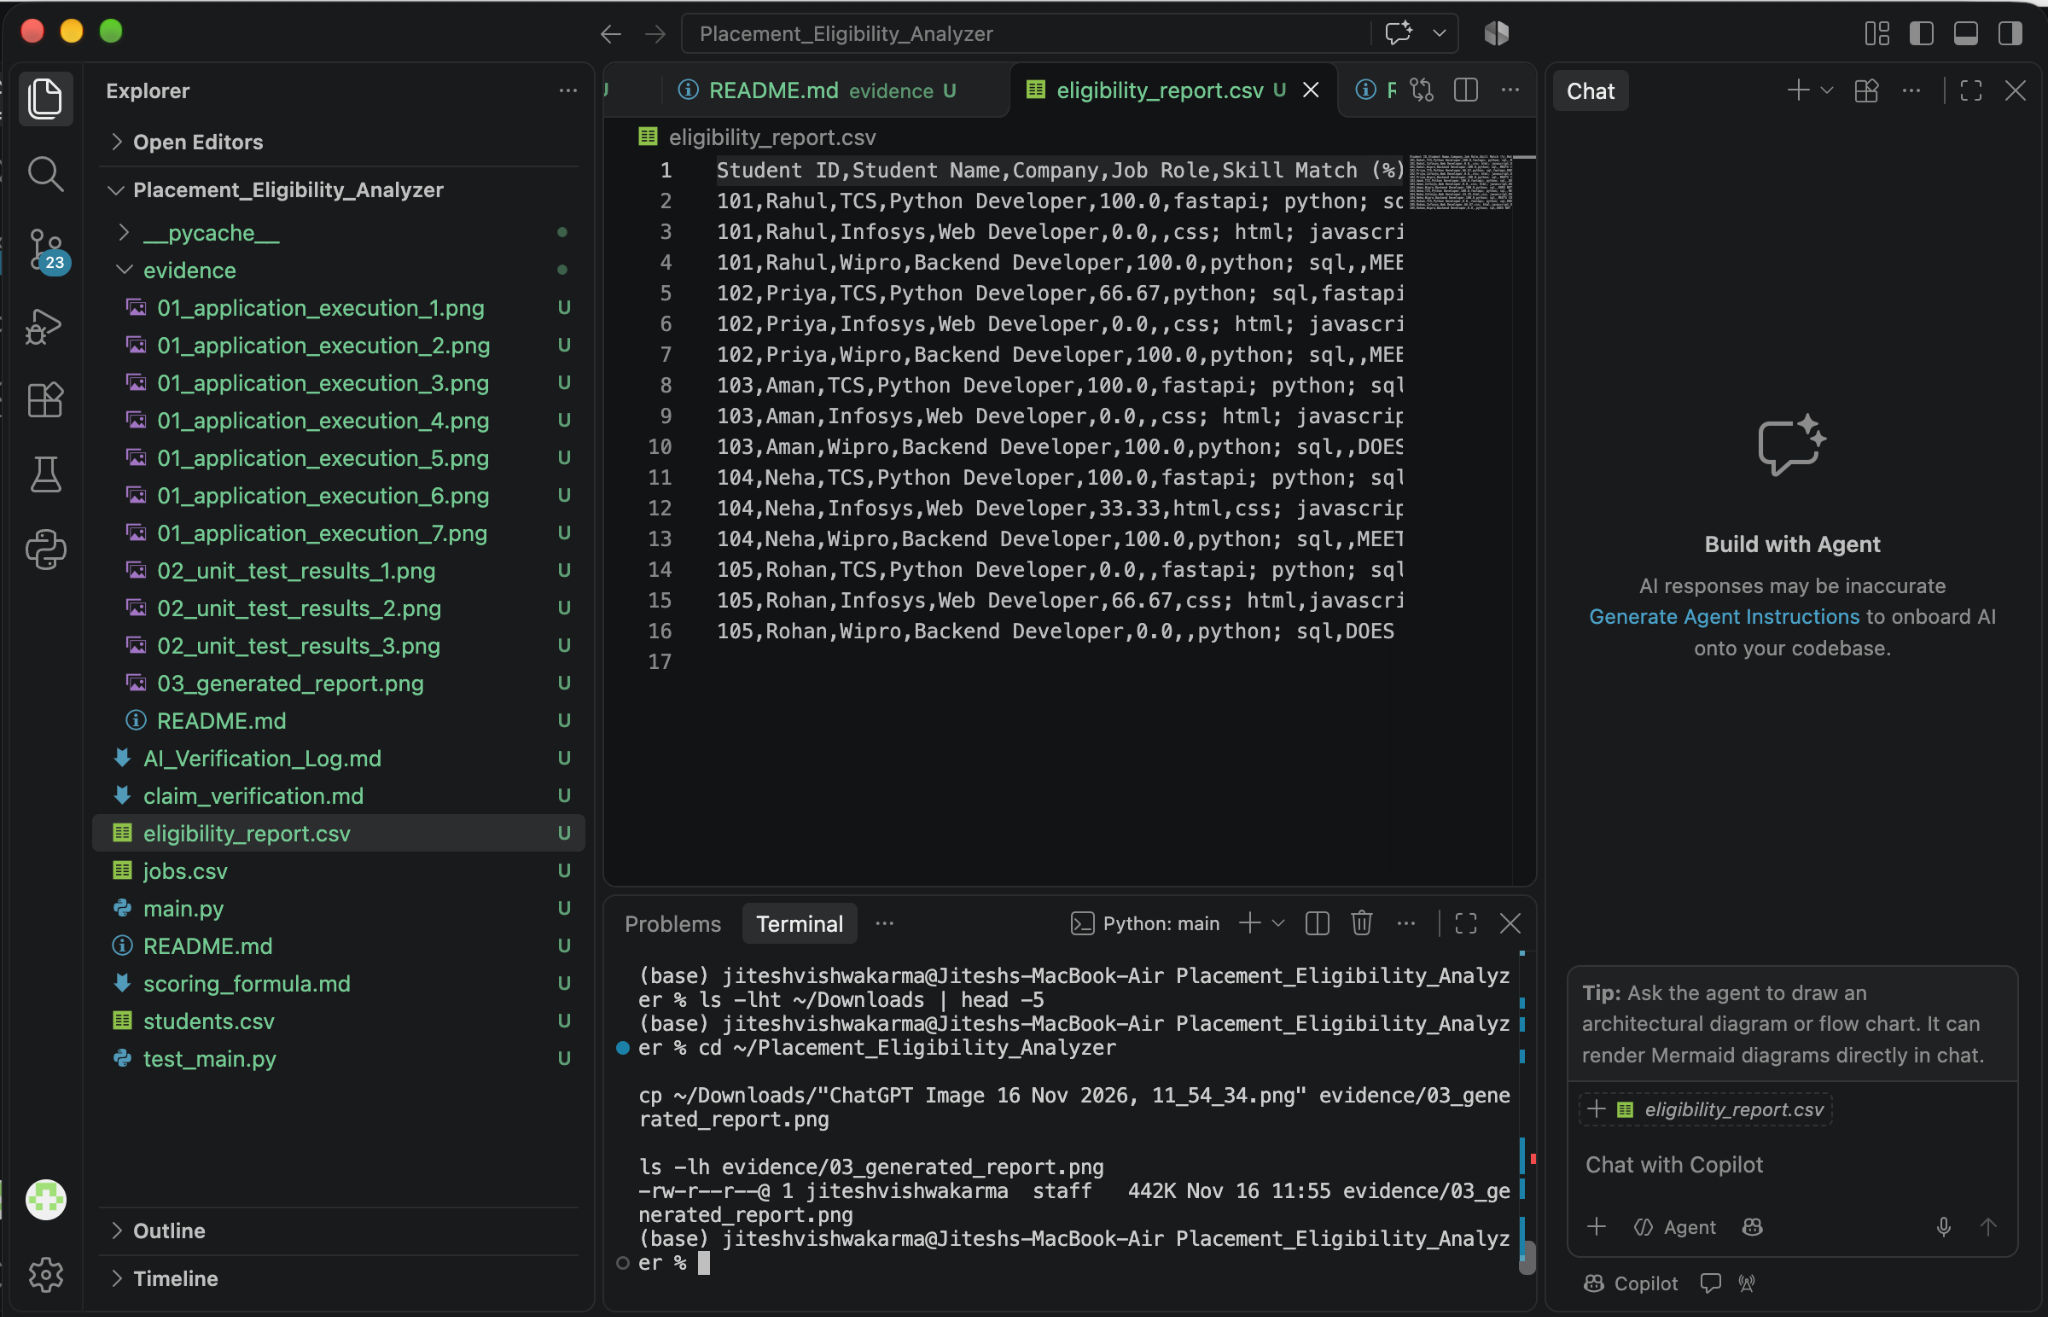 Placement_Eligibility_Analyzer
Explorer
Open Editors
Placement_Eligibility_Analyzer
__pycache__
evidence
01_application_execution_1.png U
01_application_execution_2.png U
01_application_execution_3.png U
01_application_execution_4.png U
01_application_execution_5.png U
01_application_execution_6.png U
01_application_execution_7.png U
02_unit_test_results_1.png U
02_unit_test_results_2.png U
02_unit_test_results_3.png U
03_generated_report.png U
README.md U
AI_Verification_Log.md U
claim_verification.md U
eligibility_report.csv U
jobs.csv U
main.py U
README.md U
scoring_formula.md U
students.csv U
test_main.py U
Outline
Timeline
23
README.md evidence U
eligibility_report.csv U
eligibility_report.csv
1 Student ID,Student Name,Company,Job Role,Skill Match (%)
2 101,Rahul,TCS,Python Developer,100.0,fastapi; python; sq
3 101,Rahul,Infosys,Web Developer,0.0,,css; html; javascri
4 101,Rahul,Wipro,Backend Developer,100.0,python; sql,,MEE
5 102,Priya,TCS,Python Developer,66.67,python; sql,fastapi
6 102,Priya,Infosys,Web Developer,0.0,,css; html; javascri
7 102,Priya,Wipro,Backend Developer,100.0,python; sql,,MEE
8 103,Aman,TCS,Python Developer,100.0,fastapi; python; sql
9 103,Aman,Infosys,Web Developer,0.0,,css; html; javascrip
10 103,Aman,Wipro,Backend Developer,100.0,python; sql,,DOES
11 104,Neha,TCS,Python Developer,100.0,fastapi; python; sql
12 104,Neha,Infosys,Web Developer,33.33,html,css; javascrip
13 104,Neha,Wipro,Backend Developer,100.0,python; sql,,MEET
14 105,Rohan,TCS,Python Developer,0.0,,fastapi; python; sql
15 105,Rohan,Infosys,Web Developer,66.67,css; html,javascri
16 105,Rohan,Wipro,Backend Developer,0.0,,python; sql,DOES
17
Problems Terminal
Python: main
(base) jiteshvishwakarma@Jiteshs-MacBook-Air Placement_Eligibility_Analyz
er % ls -lht ~/Downloads | head -5
(base) jiteshvishwakarma@Jiteshs-MacBook-Air Placement_Eligibility_Analyz
er % cd ~/Placement_Eligibility_Analyzer
cp ~/Downloads/"ChatGPT Image 16 Nov 2026, 11_54_34.png" evidence/03_gene
rated_report.png
ls -lh evidence/03_generated_report.png
-rw-r--r--@ 1 jiteshvishwakarma  staff   442K Nov 16 11:55 evidence/03_ge
nerated_report.png
(base) jiteshvishwakarma@Jiteshs-MacBook-Air Placement_Eligibility_Analyz
er %
Chat
Build with Agent
AI responses may be inaccurate
Generate Agent Instructions to onboard AI
onto your codebase.
Tip: Ask the agent to draw an
architectural diagram or flow chart. It can
render Mermaid diagrams directly in chat.
eligibility_report.csv
Chat with Copilot
Agent
Copilot